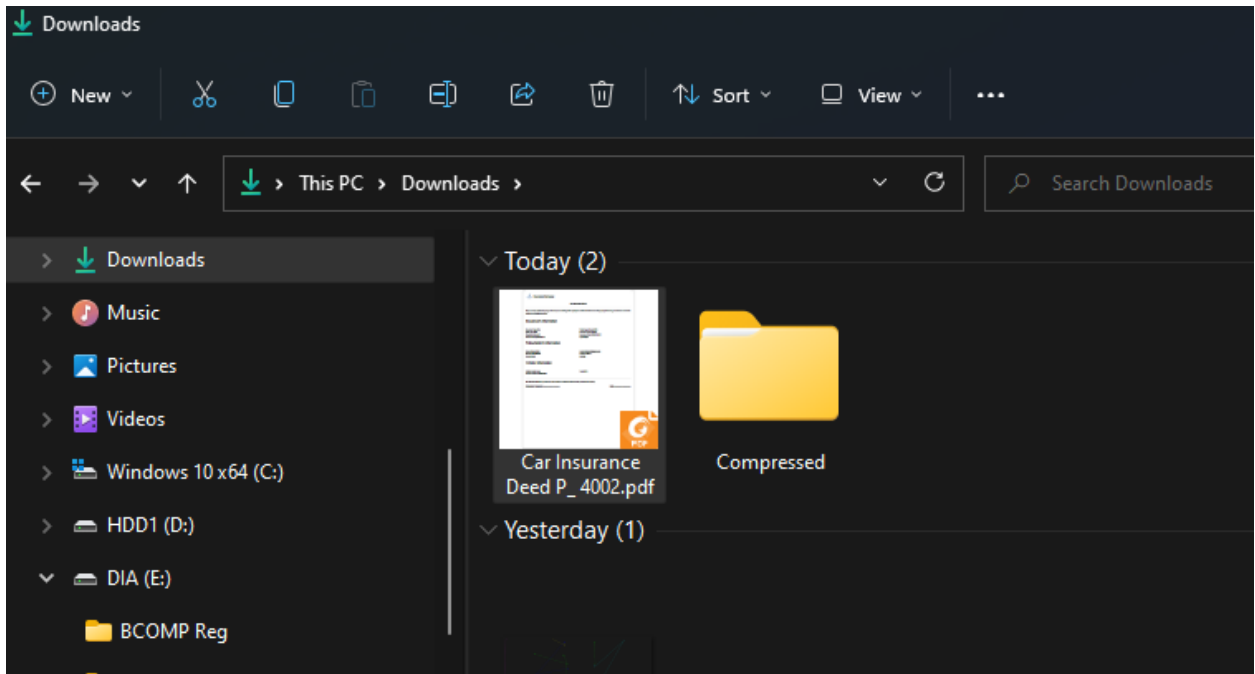 Downloads
New
Sort
View
This PC
Downloads
Search Downloads
Downloads
Music
Pictures
Videos
Windows 10 x64 (C:)
HDD1 (D:)
DIA (E:)
BCOMP Reg
Today (2)
PDF
Car Insurance
Deed P_ 4002.pdf
Compressed
Yesterday (1)